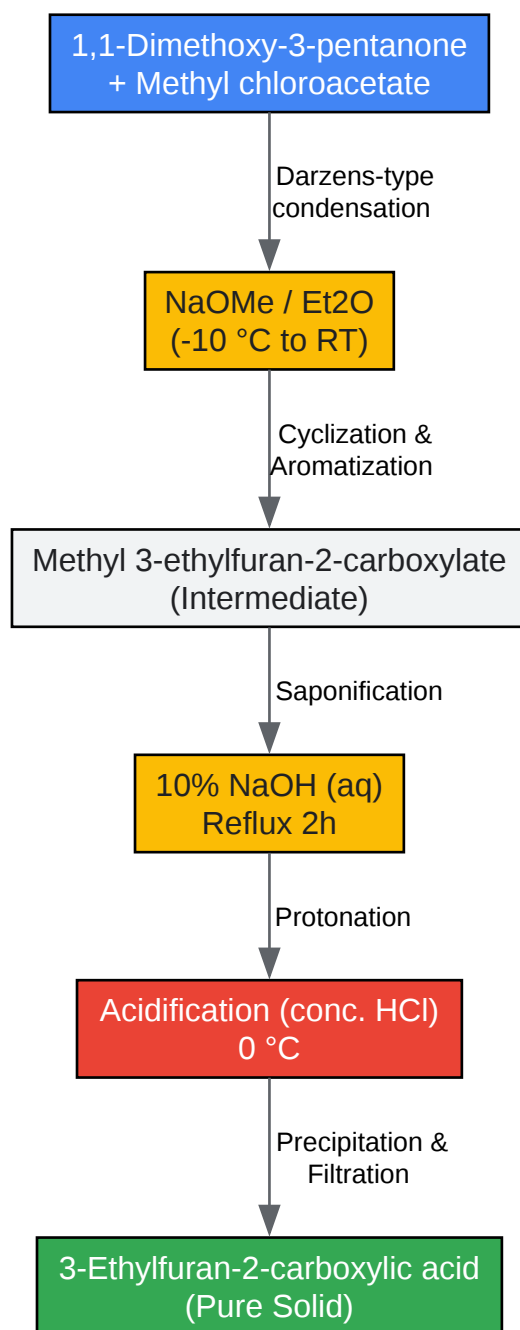 1,1-Dimethoxy-3-pentanone
+ Methyl chloroacetate
Darzens-type
condensation
NaOMe / Et2O
(-10 °C to RT)
Cyclization &
Aromatization
Methyl 3-ethylfuran-2-carboxylate
(Intermediate)
Saponification
10% NaOH (aq)
Reflux 2h
Protonation
Acidification (conc. HCl)
0 °C
Precipitation &
Filtration
3-Ethylfuran-2-carboxylic acid
(Pure Solid)